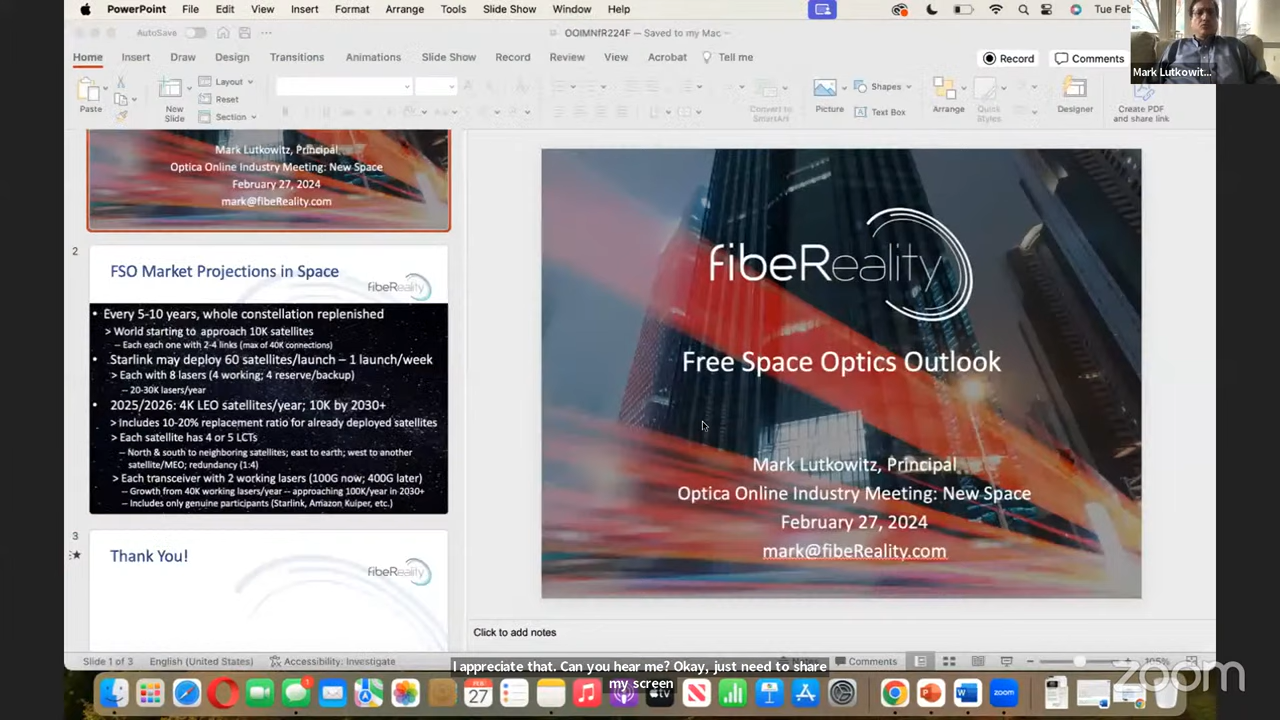 PowerPoint File Edit View Insert Format Arrange Tools Slide Show Window Help
Tue Feb
AutoSave
OOIMNfR224F — Saved to my Mac
Home Insert Draw Design Transitions Animations Slide Show Record Review View Acrobat Tell me
Record
Comments
Mark Lutkowit...
Paste
New
Slide
Layout
Reset
Section
Convert to
SmartArt
Picture
Shapes
Text Box
Arrange
Quick
Styles
Designer
Create PDF
and share link
Mark Lutkowitz, Principal
Optica Online Industry Meeting: New Space
February 27, 2024
mark@fibeReality.com
2
FSO Market Projections in Space
fibeReality
• Every 5-10 years, whole constellation replenished
> World starting to approach 10K satellites
– Each each one with 2-4 links (max of 40K connections)
• Starlink may deploy 60 satellites/launch – 1 launch/week
> Each with 8 lasers (4 working; 4 reserve/backup)
– 20-30K lasers/year
• 2025/2026: 4K LEO satellites/year; 10K by 2030+
> Includes 10-20% replacement ratio for already deployed satellites
> Each satellite has 4 or 5 LCTs
– North & south to neighboring satellites; east to earth; west to another
satellite/MEO; redundancy (1:4)
> Each transceiver with 2 working lasers (100G now; 400G later)
– Growth from 40K working lasers/year -- approaching 100K/year in 2030+
– Includes only genuine participants (Starlink, Amazon Kuiper, etc.)
3
Thank You!
fibeReality
fibeReality
Free Space Optics Outlook
Mark Lutkowitz, Principal
Optica Online Industry Meeting: New Space
February 27, 2024
mark@fibeReality.com
Click to add notes
Slide 1 of 3 English (United States) Accessibility: Investigate
Comments
I appreciate that. Can you hear me? Okay, just need to share
my screen
FEB
27
tv
zoom
zoom